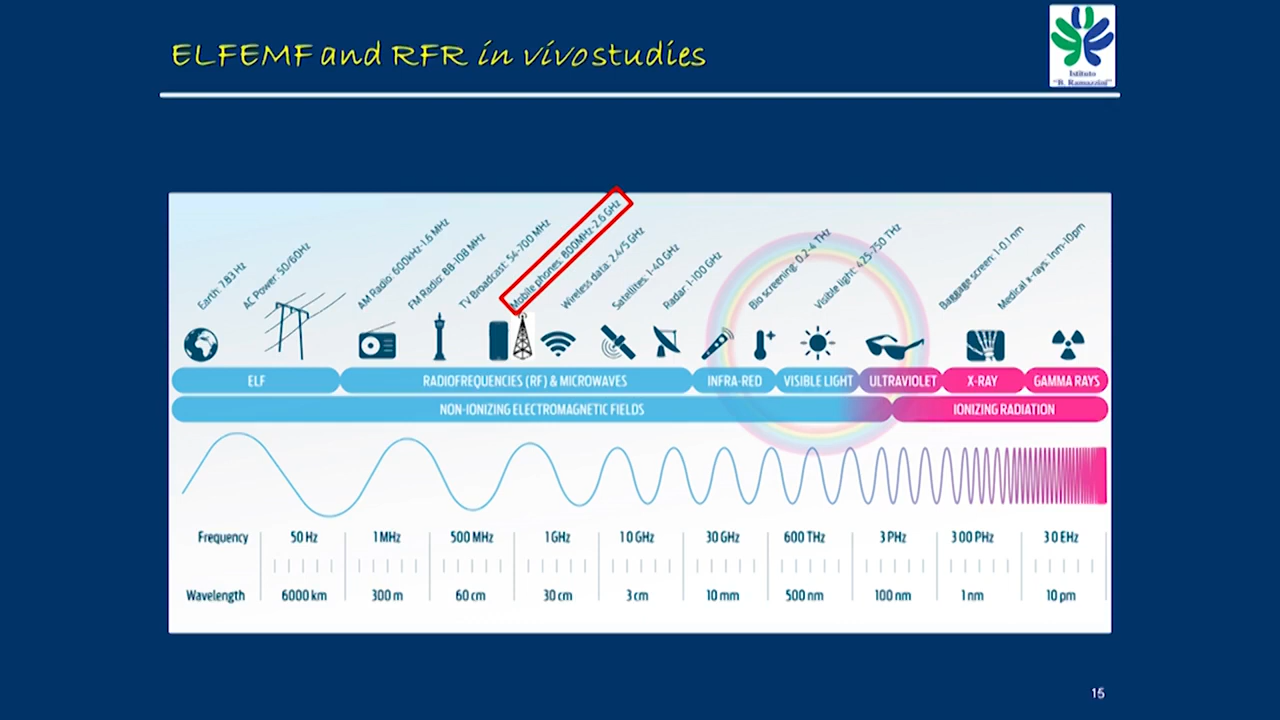 ELFEMF and RFR in vivo studies
Istituto
"B. Ramazzini"
Earth: 7.83 Hz
AC Power: 50/60Hz
AM Radio: 600kHz-1.6 MHz
FM Radio: 88-108 MHz
TV Broadcast: 54-700 MHz
Mobile phones: 800MHz-2.6 GHz
Wireless data: 2.4/5 GHz
Satellites: 1-40 GHz
Radar: 1-100 GHz
Bio screening: 0.2-4 THz
Visible light: 425-750 THz
Baggage screen: 1-0.1 nm
Medical x-rays: 1nm-10pm
ELF
RADIOFREQUENCIES (RF) & MICROWAVES
INFRA-RED
VISIBLE LIGHT
ULTRAVIOLET
X-RAY
GAMMA RAYS
NON-IONIZING ELECTROMAGNETIC FIELDS
IONIZING RADIATION
Frequency 50 Hz 1 MHz 500 MHz 1 GHz 10 GHz 30 GHz 600 THz 3 PHz 300 PHz 30 EHz
Wavelength 6000 km 300 m 60 cm 30 cm 3 cm 10 mm 500 nm 100 nm 1 nm 10 pm
15